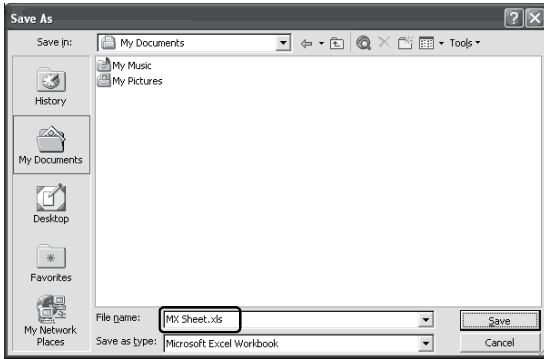 Save As
Save in:
My Documents
Tools
My Music
My Pictures
History
My Documents
Desktop
Favorites
My Network
Places
File name:
MX Sheet.xls
Save
Save as type:
Microsoft Excel Workbook
Cancel